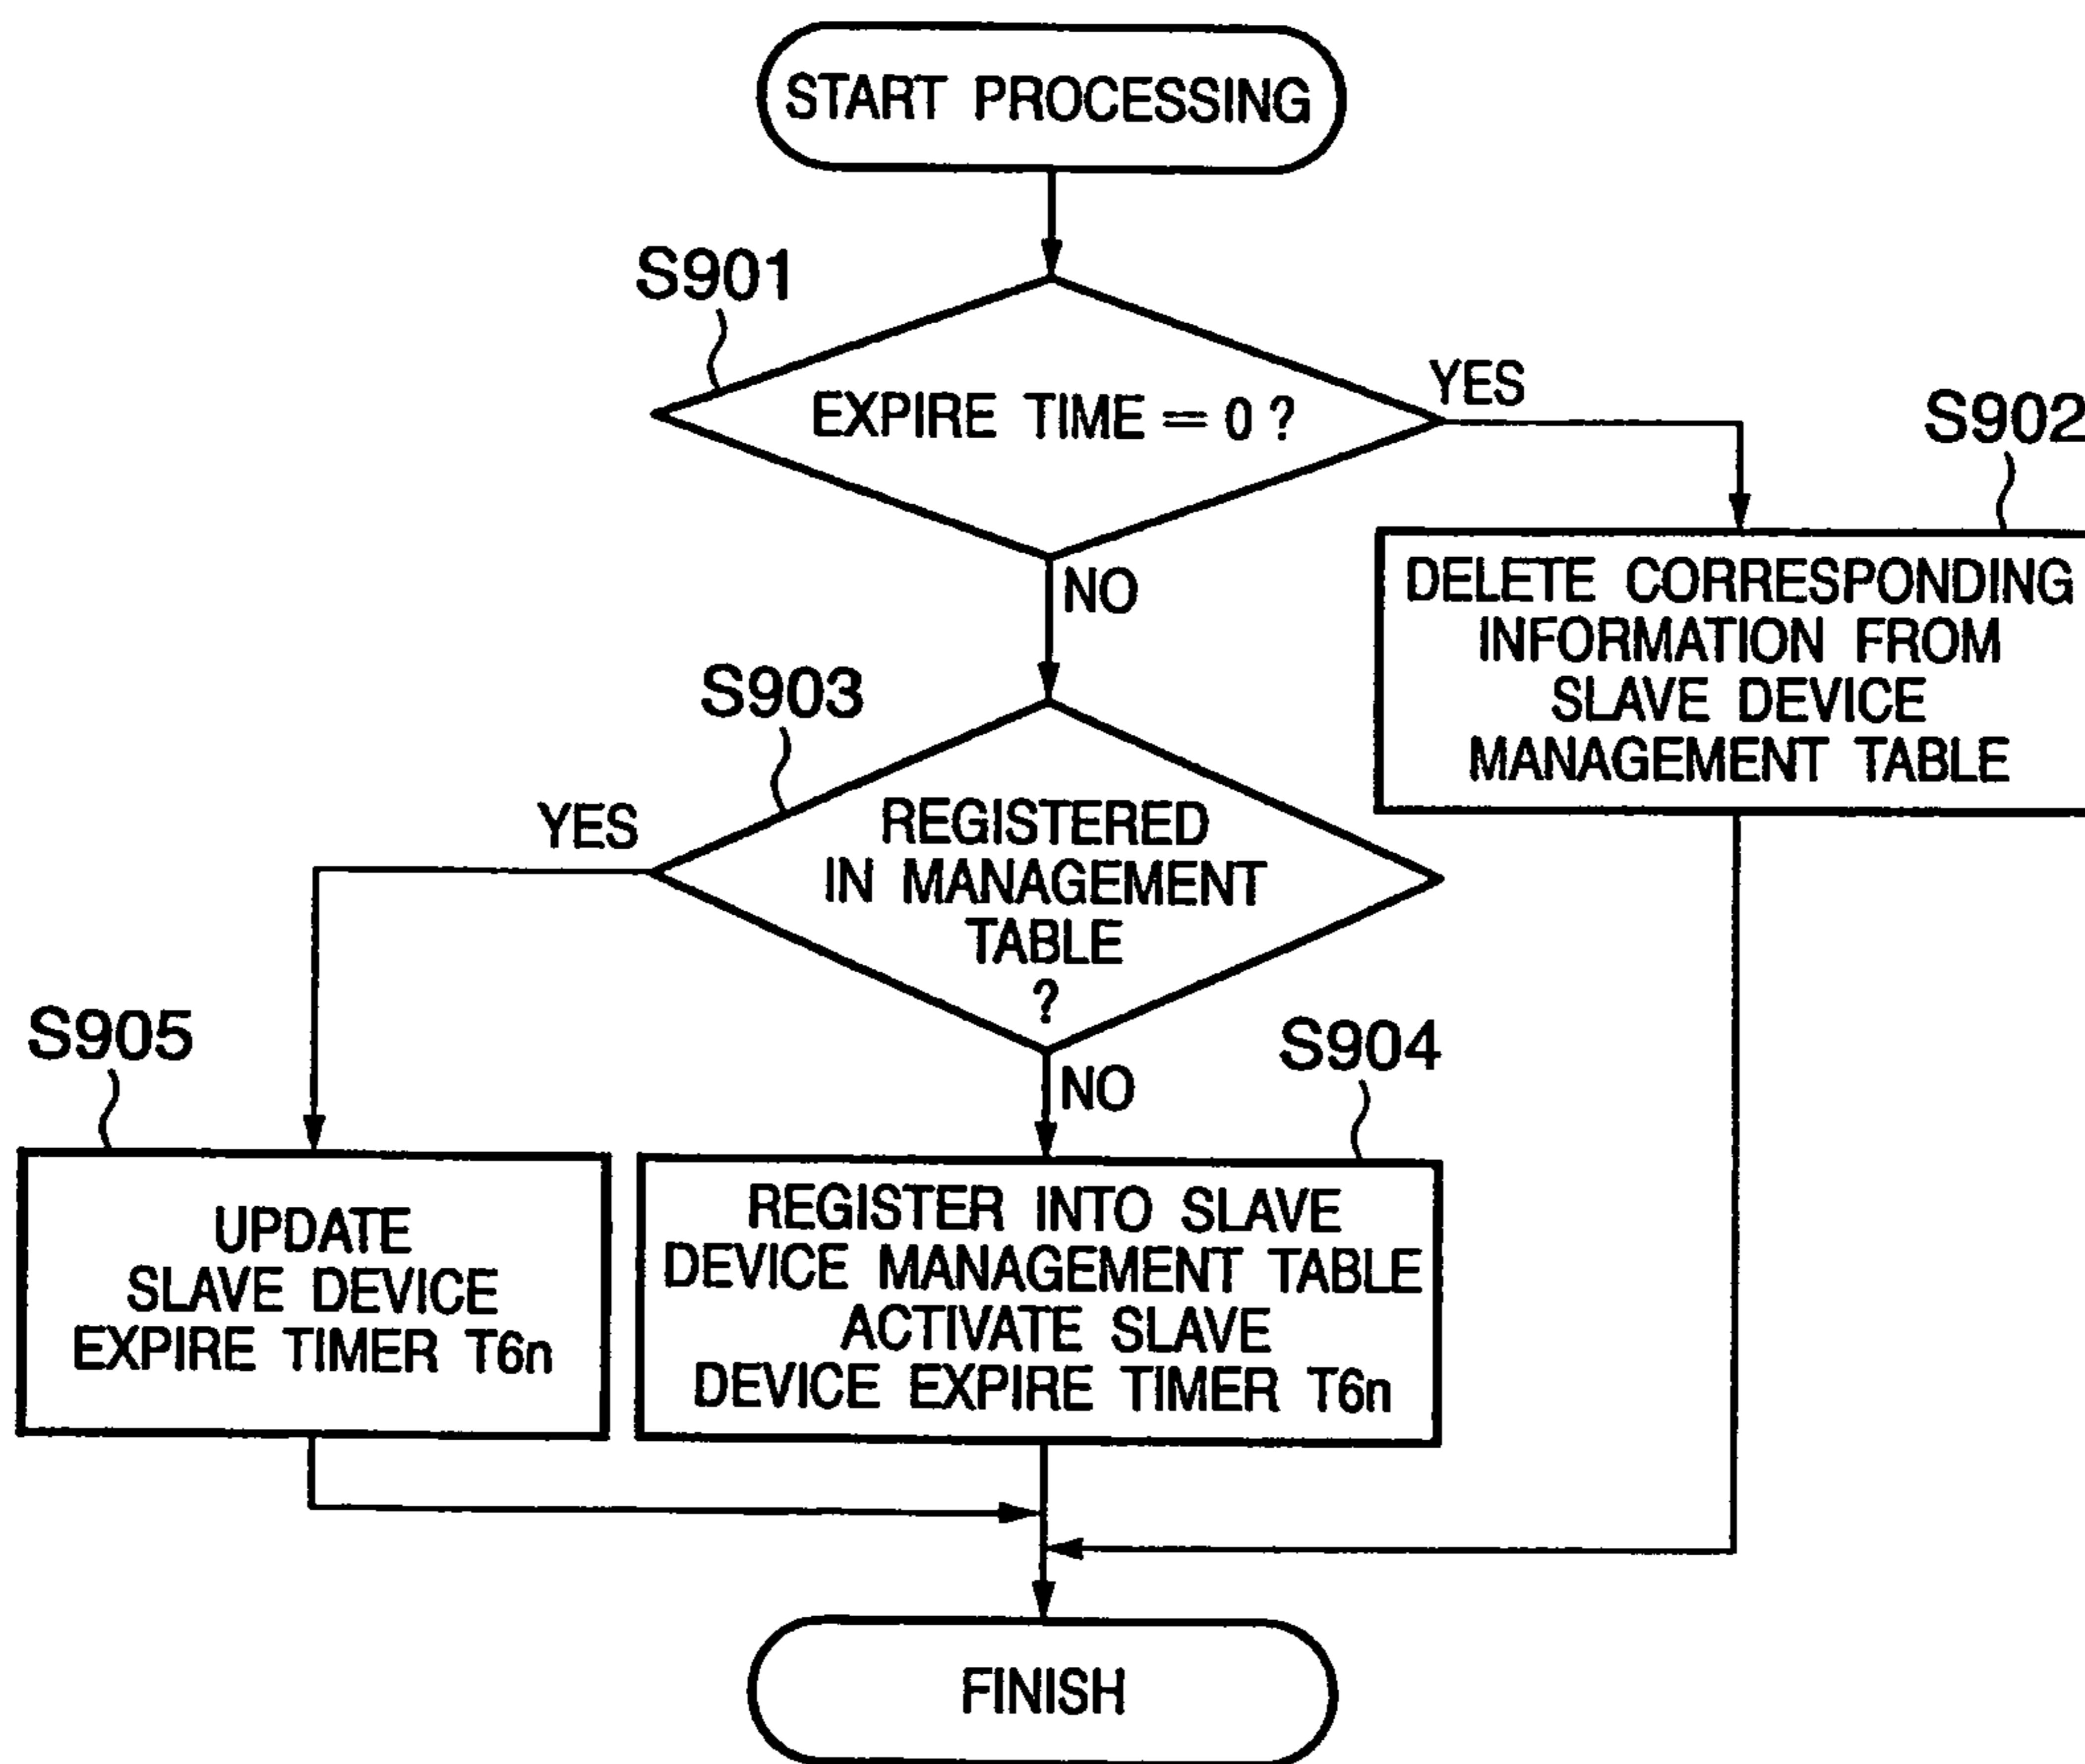 START PROCESSING
S901
EXPIRE TIME = 0 ?
YES
S902
DELETE CORRESPONDING
INFORMATION FROM
SLAVE DEVICE
MANAGEMENT TABLE
NO
S903
REGISTERED
IN MANAGEMENT
TABLE
?
YES
S905
UPDATE
SLAVE DEVICE
EXPIRE TIMER T6n
NO
S904
REGISTER INTO SLAVE
DEVICE MANAGEMENT TABLE
ACTIVATE SLAVE
DEVICE EXPIRE TIMER T6n
FINISH